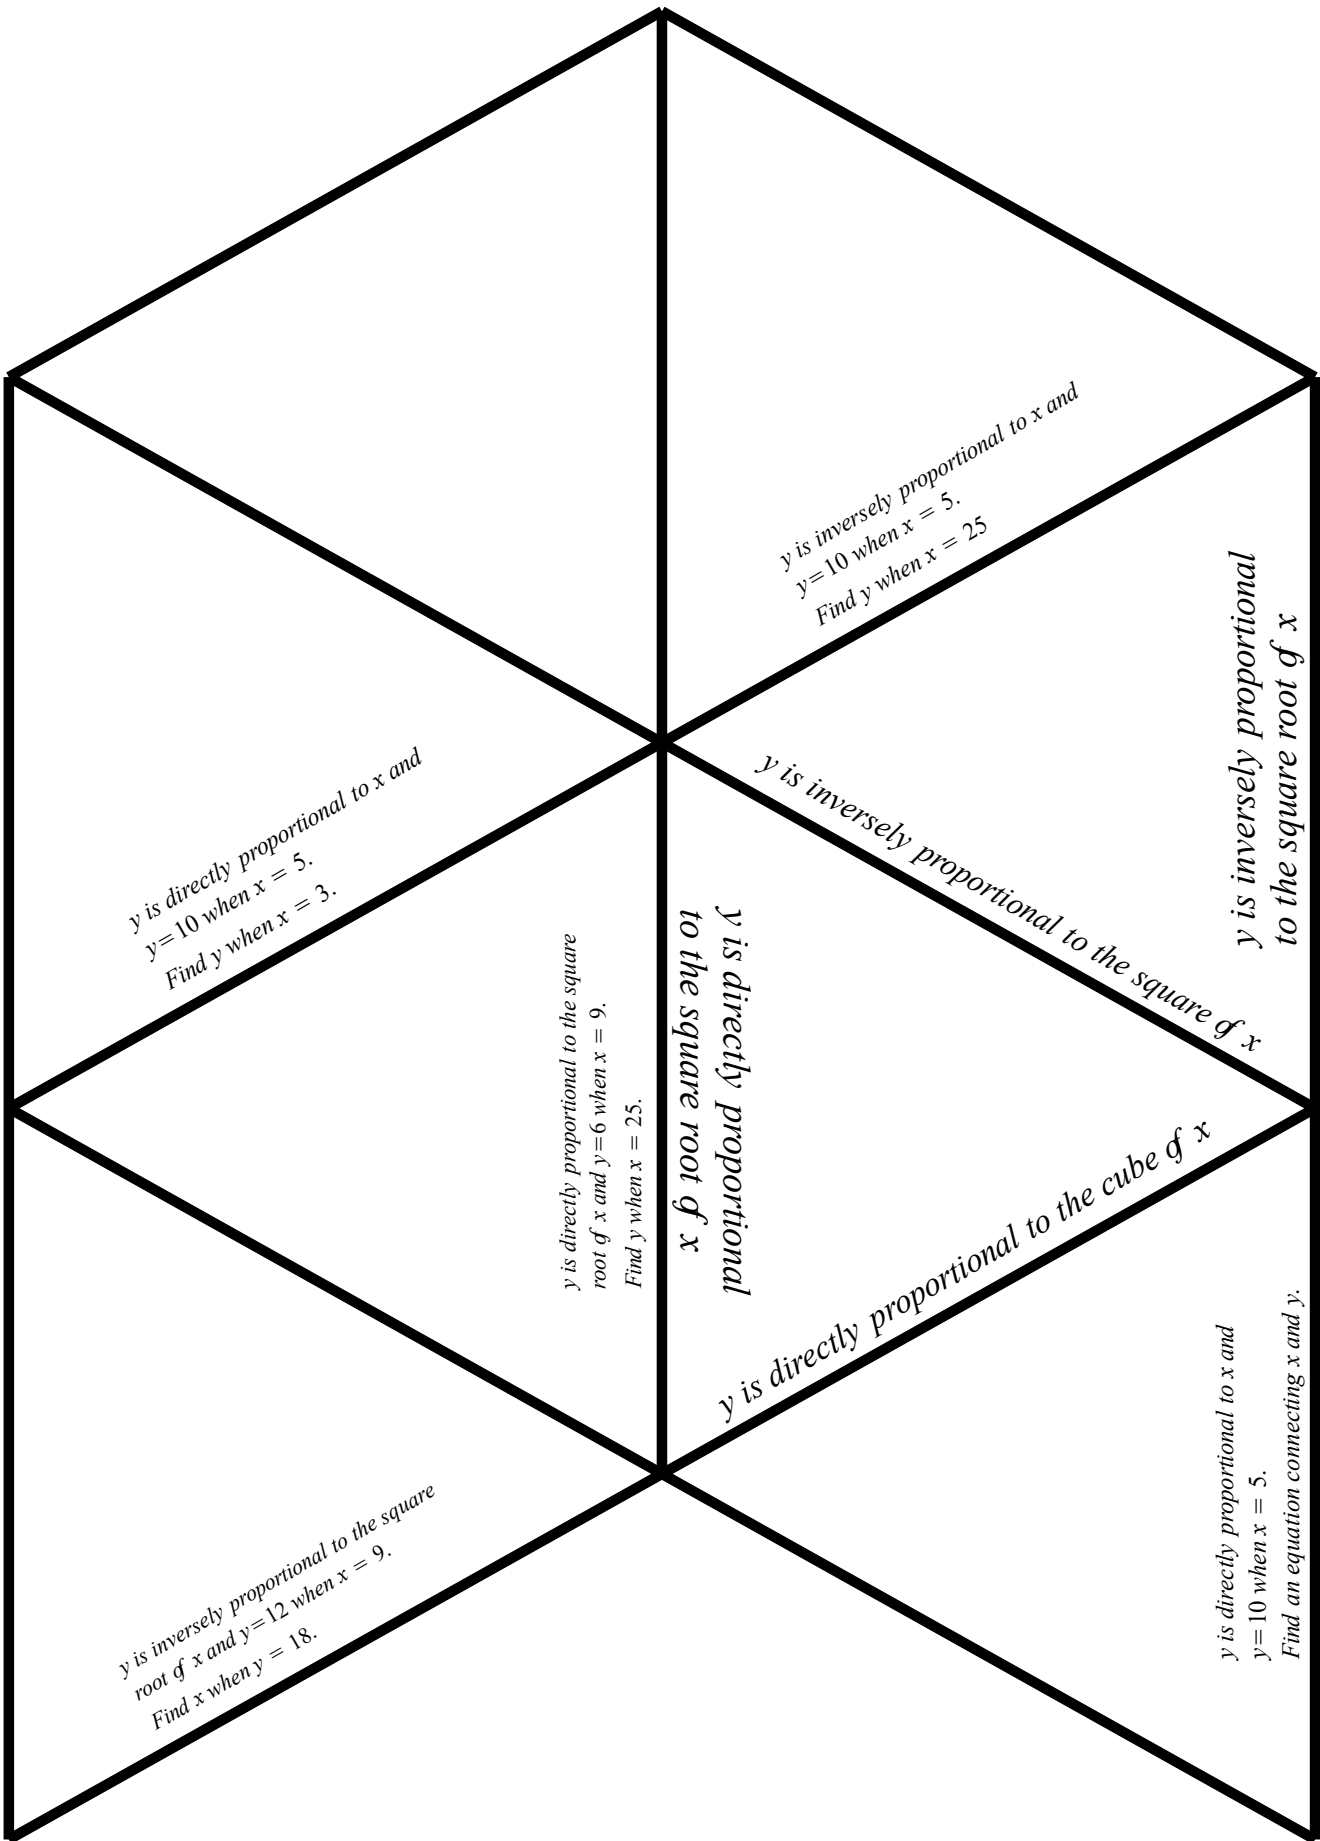 y is inversely proportional to x and
y=10 when x = 5.
Find y when x = 25
y is inversely proportional
to the square root of x
y is directly proportional to x and
y=10 when x = 5.
Find y when x = 3.
y is inversely proportional to the square of x
y is directly proportional to the square
root of x and y=6 when x = 9.
Find y when x = 25.
y is directly proportional
to the square root of x
y is directly proportional to the cube of x
y is directly proportional to x and
y=10 when x = 5.
Find an equation connecting x and y.
y is inversely proportional to the square
root of x and y=12 when x = 9.
Find x when y = 18.